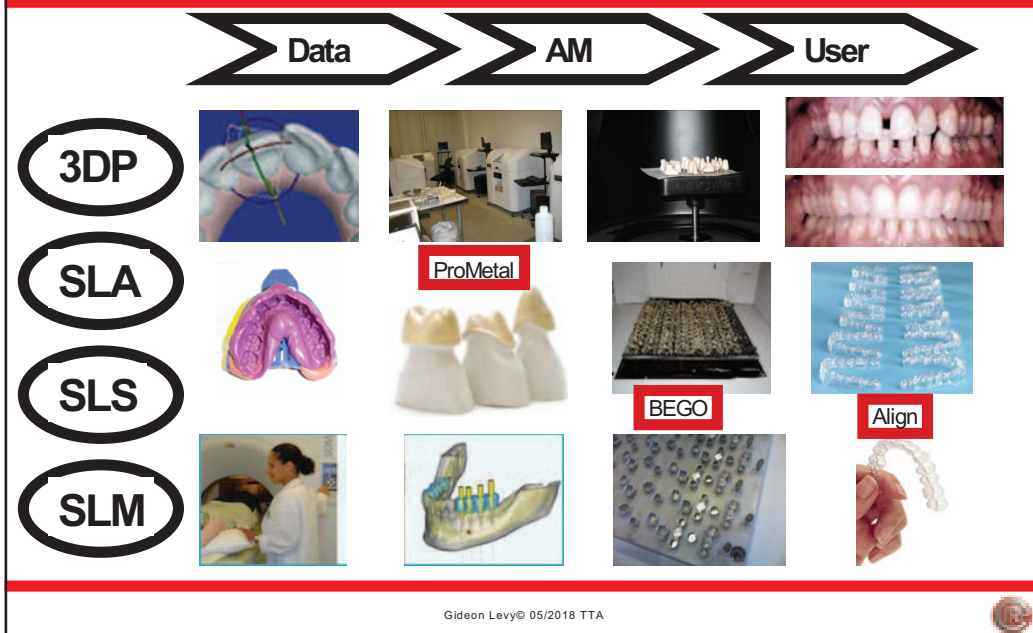 Data
AM
User
3DP
SLA
ProMetal
SLS
BEGO
Align
SLM
Gideon Levy© 05/2018 TTA